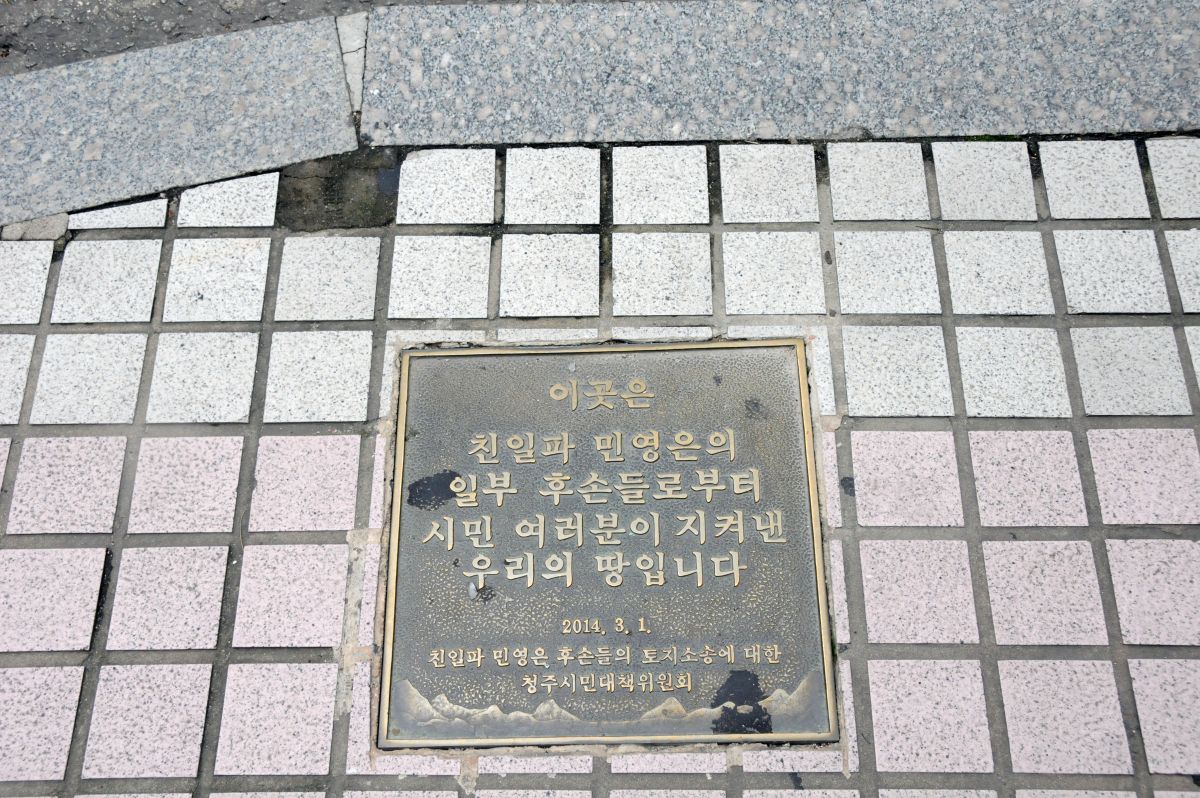 이곳은
친일파 민영은의
일부 후손들로부터
시민 여러분이 지켜낸
우리의 땅입니다
2014. 3. 1.
친일파 민영은 후손들의 토지소송에 대한
청주시민대책위원회